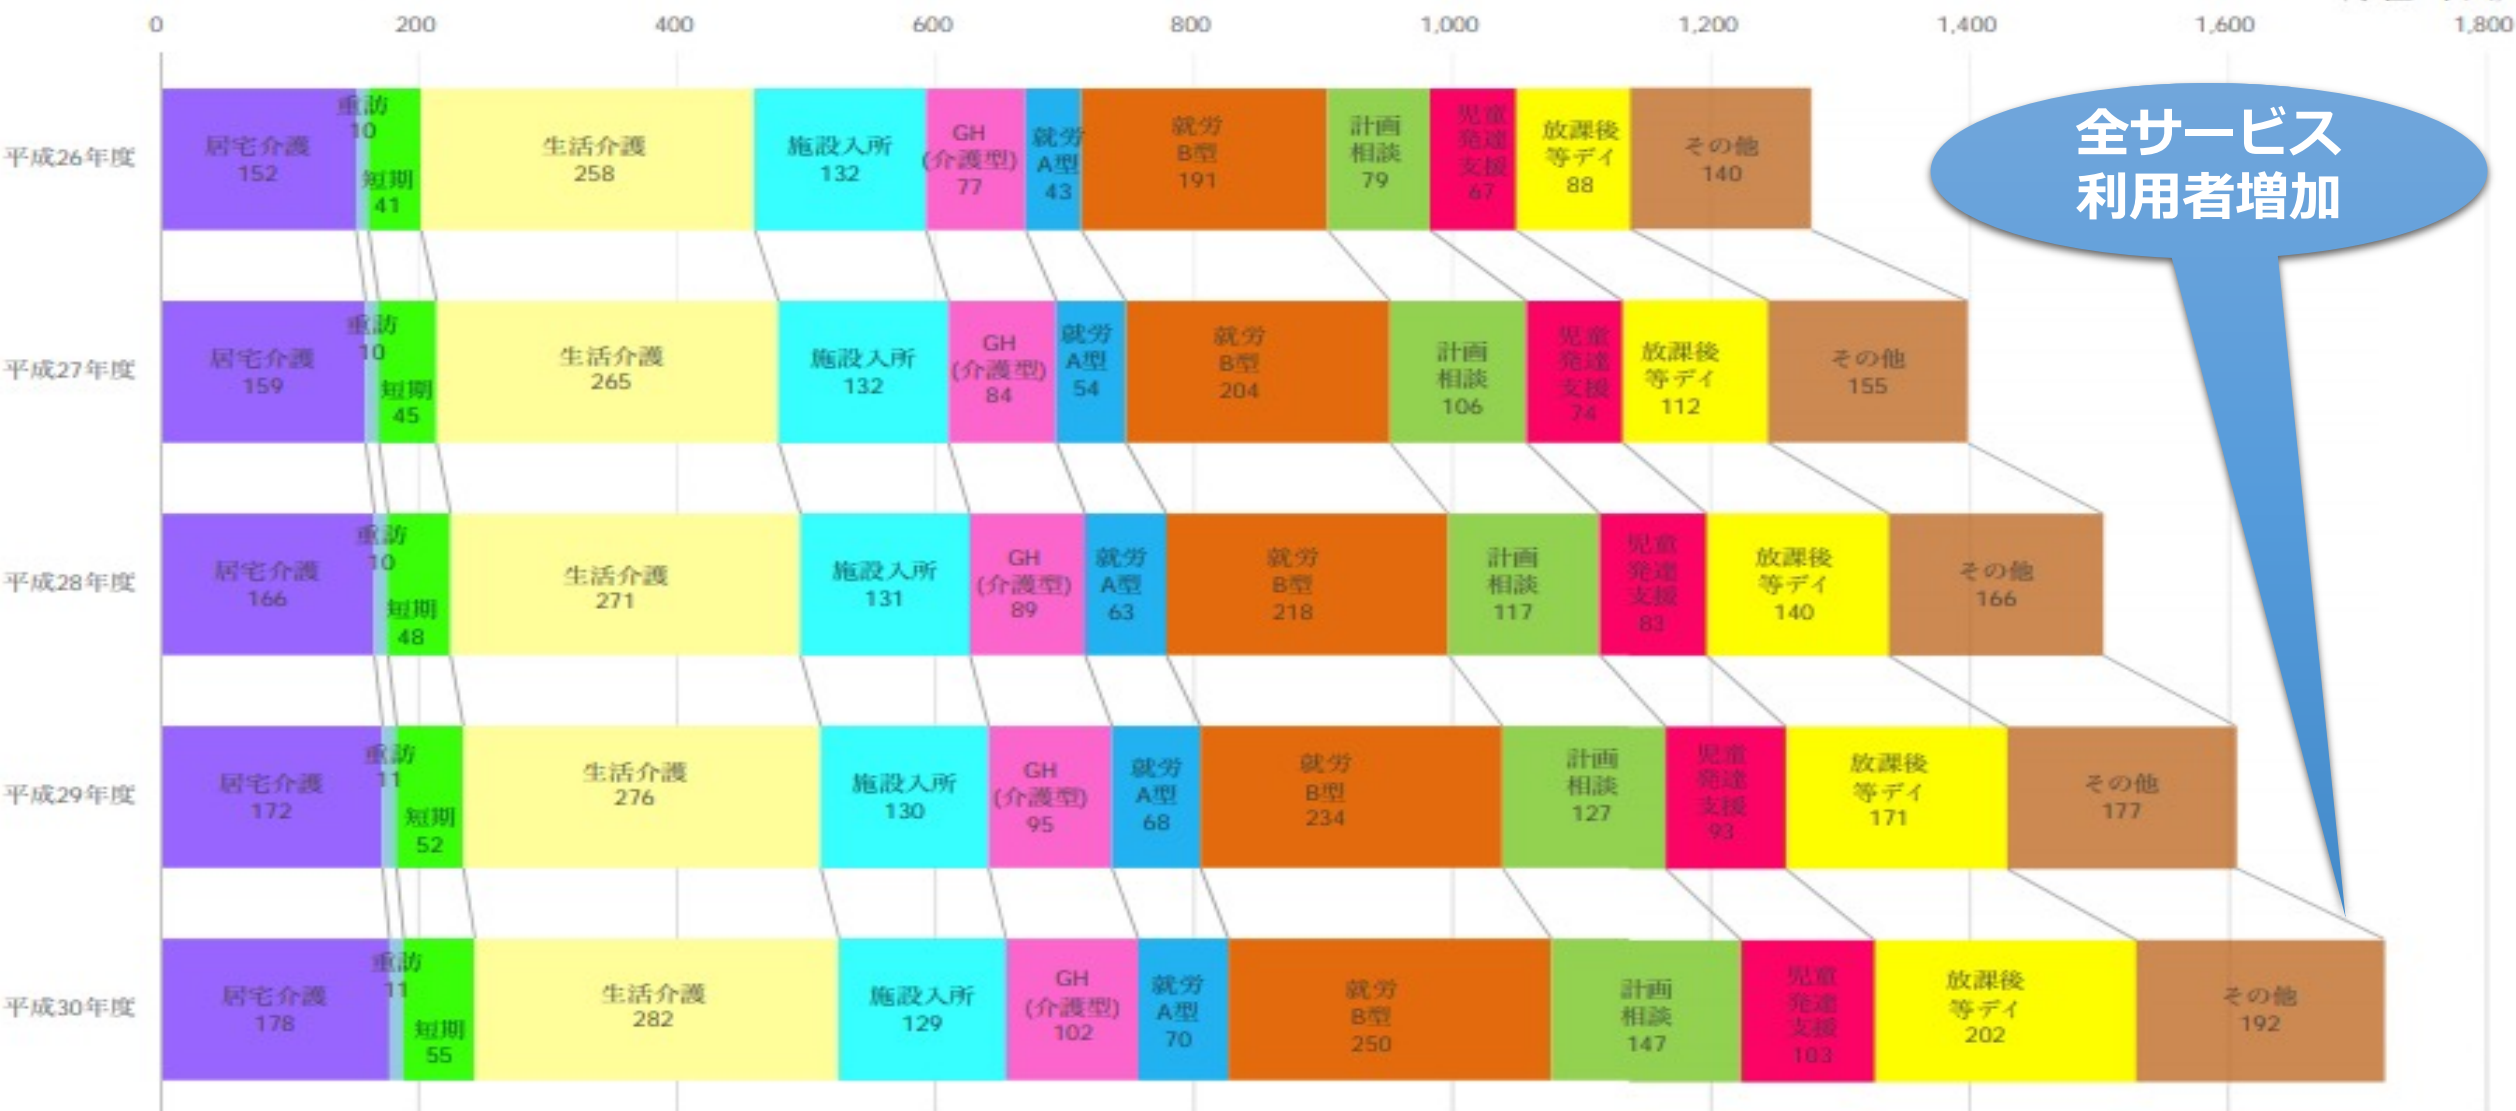 0 200 400 600 800 1,000 1,200 1,400 1,600 1,800
全サービス
利用者増加
平成26年度
居宅介護
152
重訪
10
短期
41
生活介護
258
施設入所
132
GH
(介護型)
77
就労
A型
43
就労
B型
191
計画
相談
79
児童
発達
支援
67
放課後
等デイ
88
その他
140
平成27年度
居宅介護
159
重訪
10
短期
45
生活介護
265
施設入所
132
GH
(介護型)
84
就労
A型
54
就労
B型
204
計画
相談
106
児童
発達
支援
74
放課後
等デイ
112
その他
155
平成28年度
居宅介護
166
重訪
10
短期
48
生活介護
271
施設入所
131
GH
(介護型)
89
就労
A型
63
就労
B型
218
計画
相談
117
児童
発達
支援
83
放課後
等デイ
140
その他
166
平成29年度
居宅介護
172
重訪
11
短期
52
生活介護
276
施設入所
130
GH
(介護型)
95
就労
A型
68
就労
B型
234
計画
相談
127
児童
発達
支援
93
放課後
等デイ
171
その他
177
平成30年度
居宅介護
178
重訪
11
短期
55
生活介護
282
施設入所
129
GH
(介護型)
102
就労
A型
70
就労
B型
250
計画
相談
147
児童
発達
支援
103
放課後
等デイ
202
その他
192